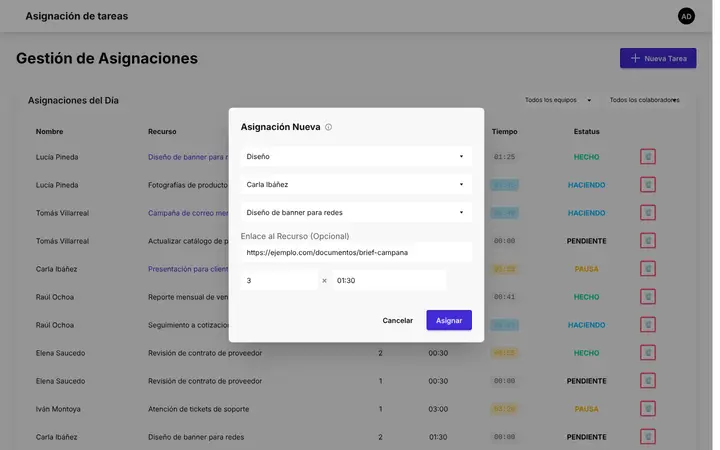 Asignación de tareas
AD
Gestión de Asignaciones
Nueva Tarea
Asignaciones del Día
Todos los equipos
Todos los colaboradores
Nombre Recurso Tiempo Estatus
Lucía Pineda Diseño de banner para r 01:25 HECHO
Lucía Pineda Fotografías de producto HACIENDO
Tomás Villarreal Campaña de correo mer HACIENDO
Tomás Villarreal Actualizar catálogo de p 00:00 PENDIENTE
Carla Ibáñez Presentación para client PAUSA
Raúl Ochoa Reporte mensual de ven 00:41 HECHO
Raúl Ochoa Seguimiento a cotizacio HACIENDO
Elena Saucedo Revisión de contrato de proveedor 2 00:30 HECHO
Elena Saucedo Revisión de contrato de proveedor 1 00:30 00:00 PENDIENTE
Iván Montoya Atención de tickets de soporte 1 03:00 PAUSA
Carla Ibáñez Diseño de banner para redes 2 01:30 00:00 PENDIENTE
Asignación Nueva
Diseño
Carla Ibáñez
Diseño de banner para redes
Enlace al Recurso (Opcional)
https://ejemplo.com/documentos/brief-campana
3 × 01:30
Cancelar
Asignar